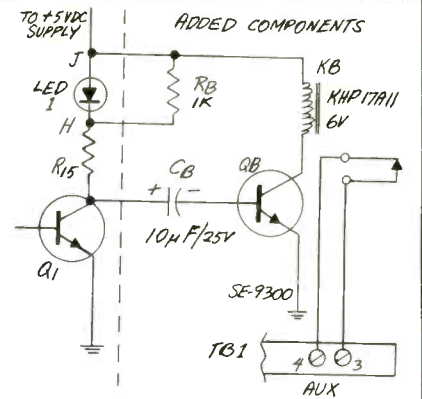 TO +5VDC
SUPPLY
ADDED COMPONENTS
J
LED
1
H
RB
1K
KB
KHP17A11
6V
R15
CB
+ -
10µF/25V
QB
Q1
SE-9300
TB1
4
3
AUX